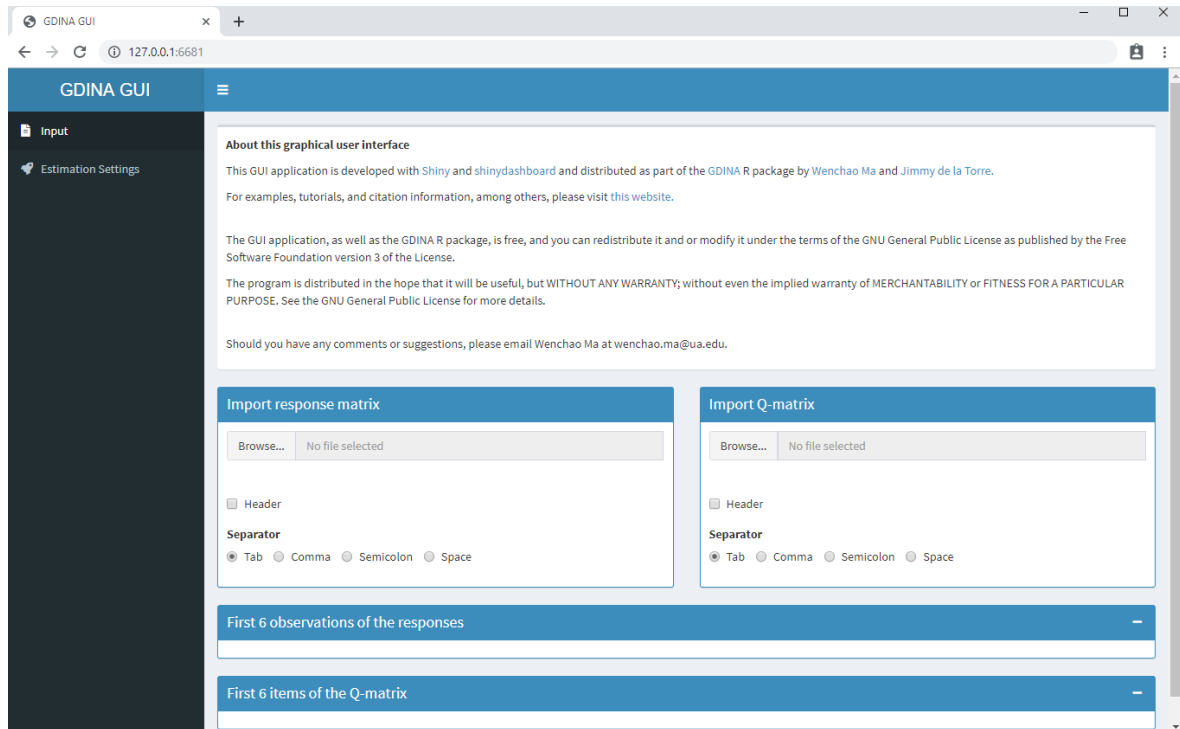 GDINA GUI
127.0.0.1:6681
GDINA GUI
Input
Estimation Settings
About this graphical user interface
This GUI application is developed with Shiny and shinydashboard and distributed as part of the GDINA R package by Wenchao Ma and Jimmy de la Torre.
For examples, tutorials, and citation information, among others, please visit this website.
The GUI application, as well as the GDINA R package, is free, and you can redistribute it and or modify it under the terms of the GNU General Public License as published by the Free
Software Foundation version 3 of the License.
The program is distributed in the hope that it will be useful, but WITHOUT ANY WARRANTY; without even the implied warranty of MERCHANTABILITY or FITNESS FOR A PARTICULAR
PURPOSE. See the GNU General Public License for more details.
Should you have any comments or suggestions, please email Wenchao Ma at wenchao.ma@ua.edu.
Import response matrix
Browse... No file selected
Header
Separator
Tab Comma Semicolon Space
Import Q-matrix
Browse... No file selected
Header
Separator
Tab Comma Semicolon Space
First 6 observations of the responses
First 6 items of the Q-matrix